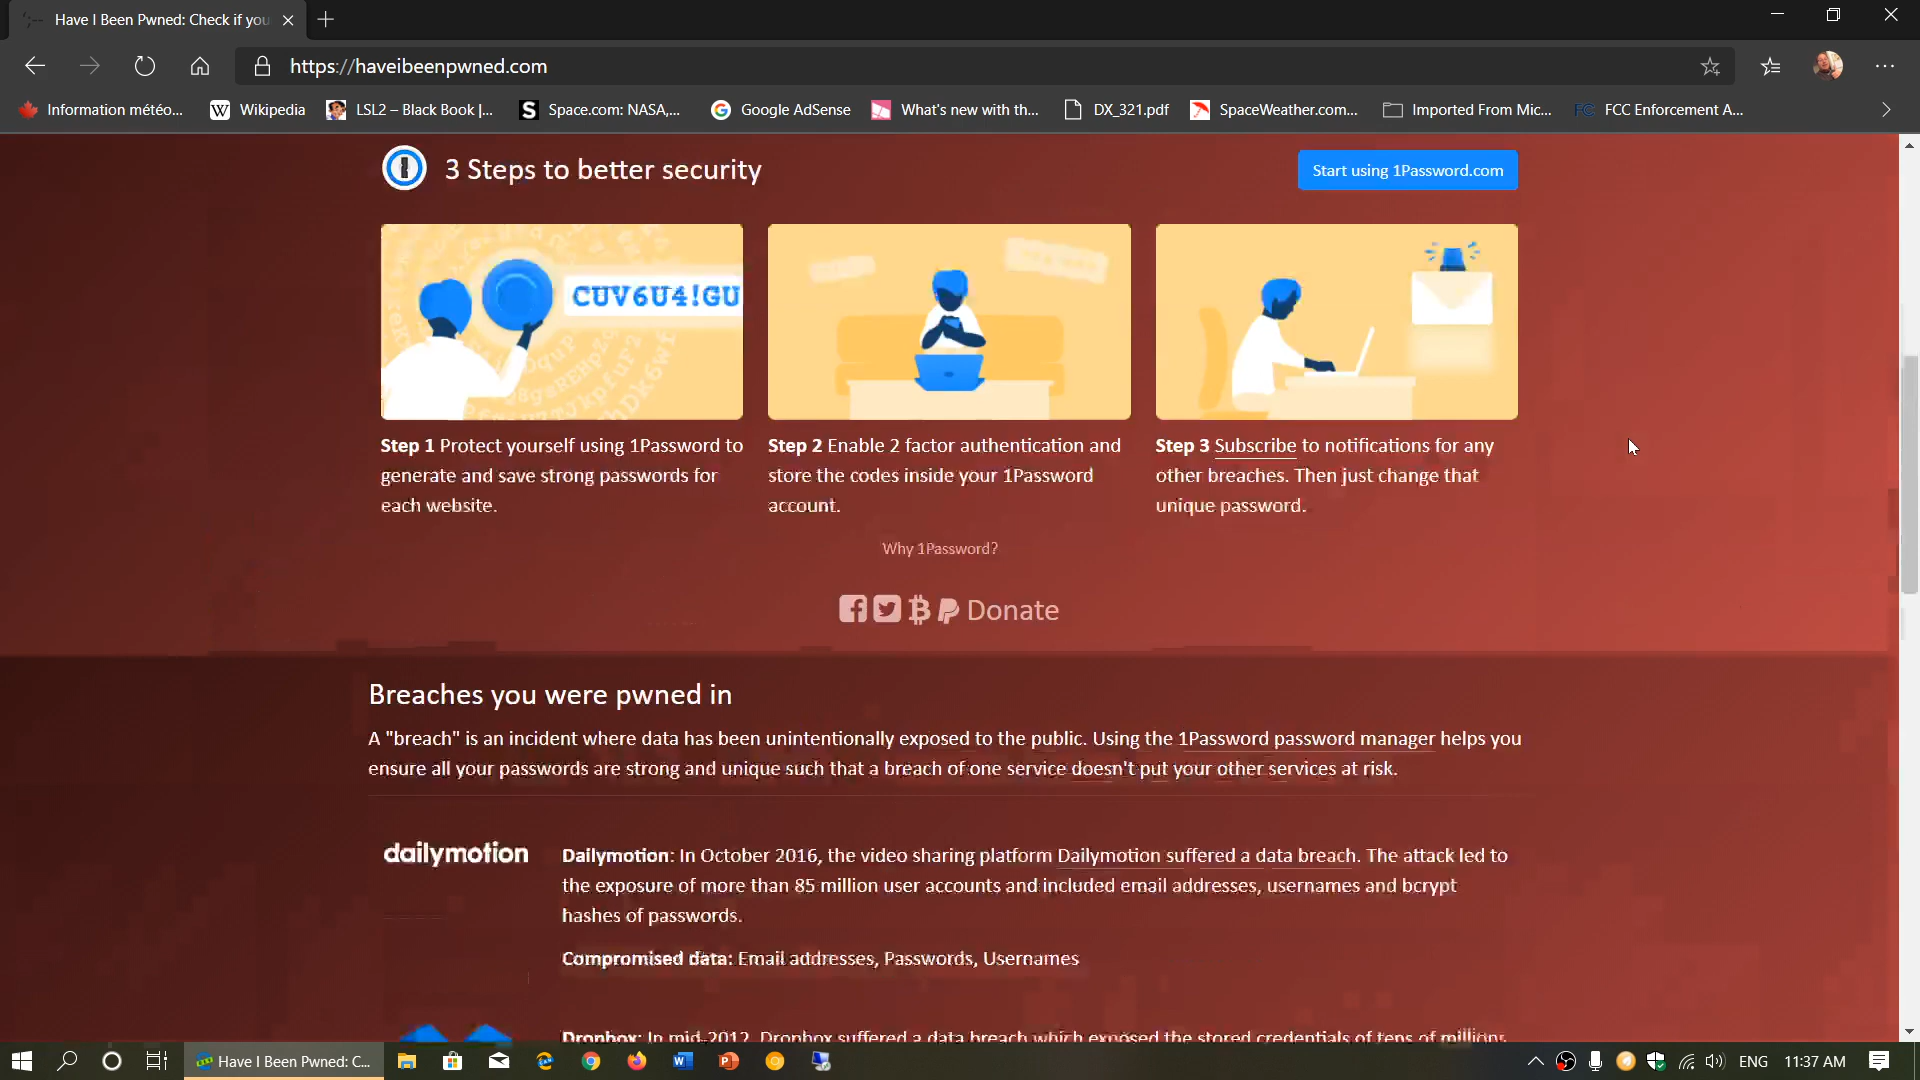 Have I Been Pwned: Check if you
https://haveibeenpwned.com
Information météo...
Wikipedia
LSL2 – Black Book |...
Space.com: NASA,...
Google AdSense
What's new with th...
DX_321.pdf
SpaceWeather.com...
Imported From Mic...
FCC Enforcement A...
3 Steps to better security
Start using 1Password.com
CUV6U4!GU
Step 1 Protect yourself using 1Password to
generate and save strong passwords for
each website.
Step 2 Enable 2 factor authentication and
store the codes inside your 1Password
account.
Step 3 Subscribe to notifications for any
other breaches. Then just change that
unique password.
Why 1Password?
Donate
Breaches you were pwned in
A "breach" is an incident where data has been unintentionally exposed to the public. Using the 1Password password manager helps you
ensure all your passwords are strong and unique such that a breach of one service doesn't put your other services at risk.
dailymotion
Dailymotion: In October 2016, the video sharing platform Dailymotion suffered a data breach. The attack led to
the exposure of more than 85 million user accounts and included email addresses, usernames and bcrypt
hashes of passwords.
Compromised data: Email addresses, Passwords, Usernames
Dropbox: In mid-2012, Dropbox suffered a data breach which exposed the stored credentials of tens of millions
Have I Been Pwned: C...
ENG
11:37 AM